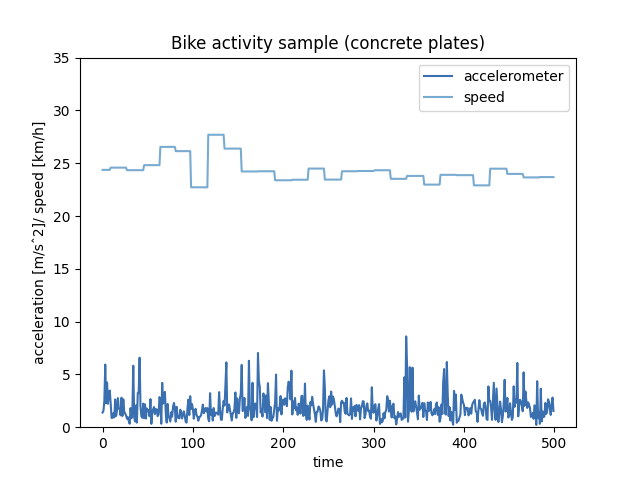 Bike activity sample (concrete plates)
accelerometer
speed
35
30
25
20
15
10
5
0
acceleration [m/sˆ2]/ speed [km/h]
0 100 200 300 400 500
time